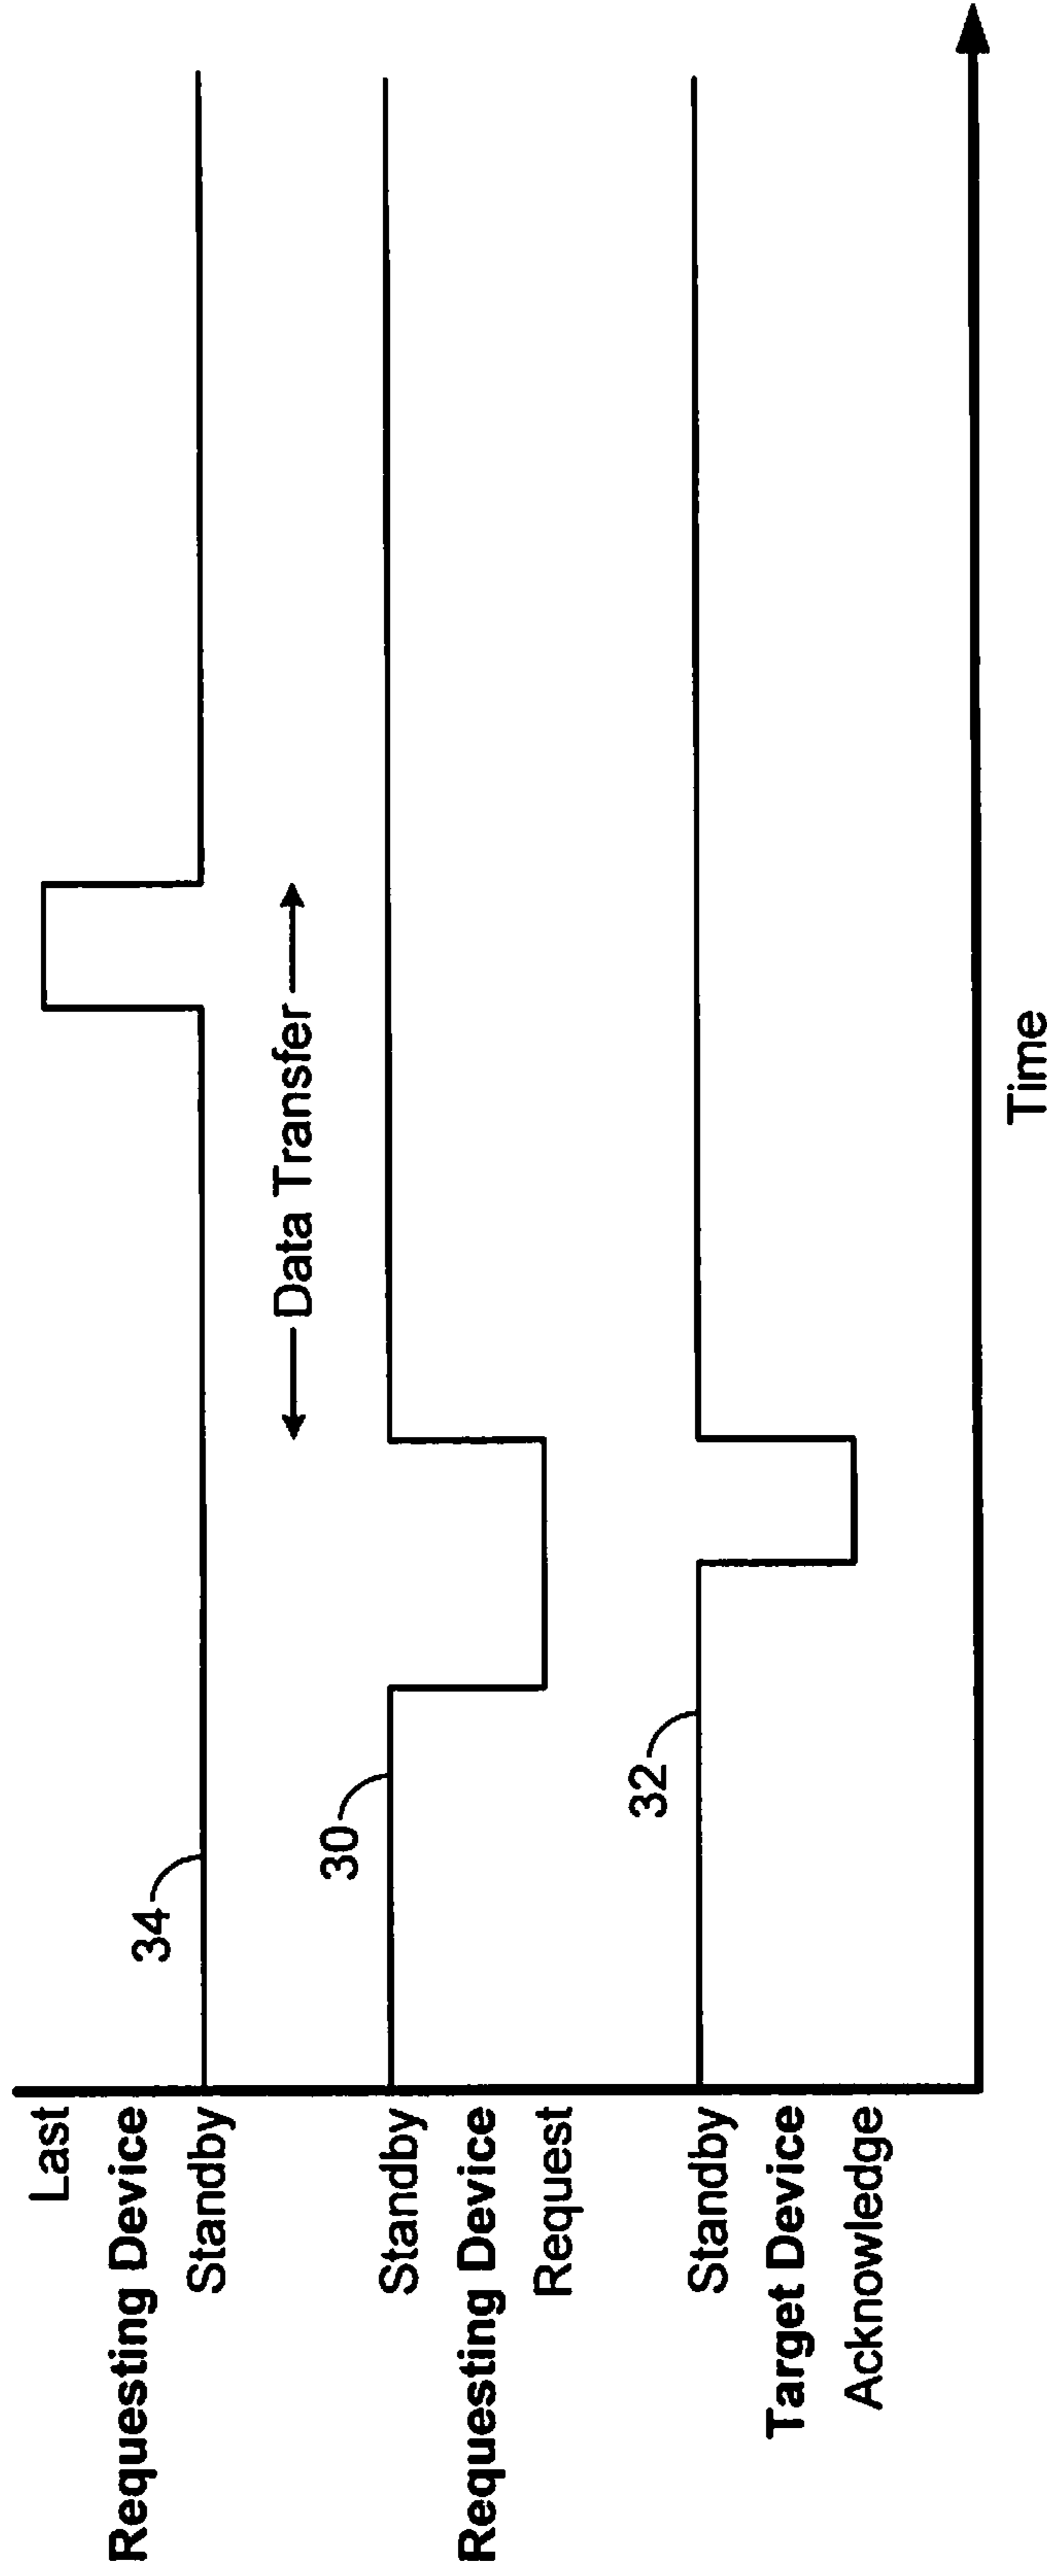 Last
Requesting Device
Standby
34
Data Transfer
Standby
30
Requesting Device
Request
Standby
32
Target Device
Acknowledge
Time